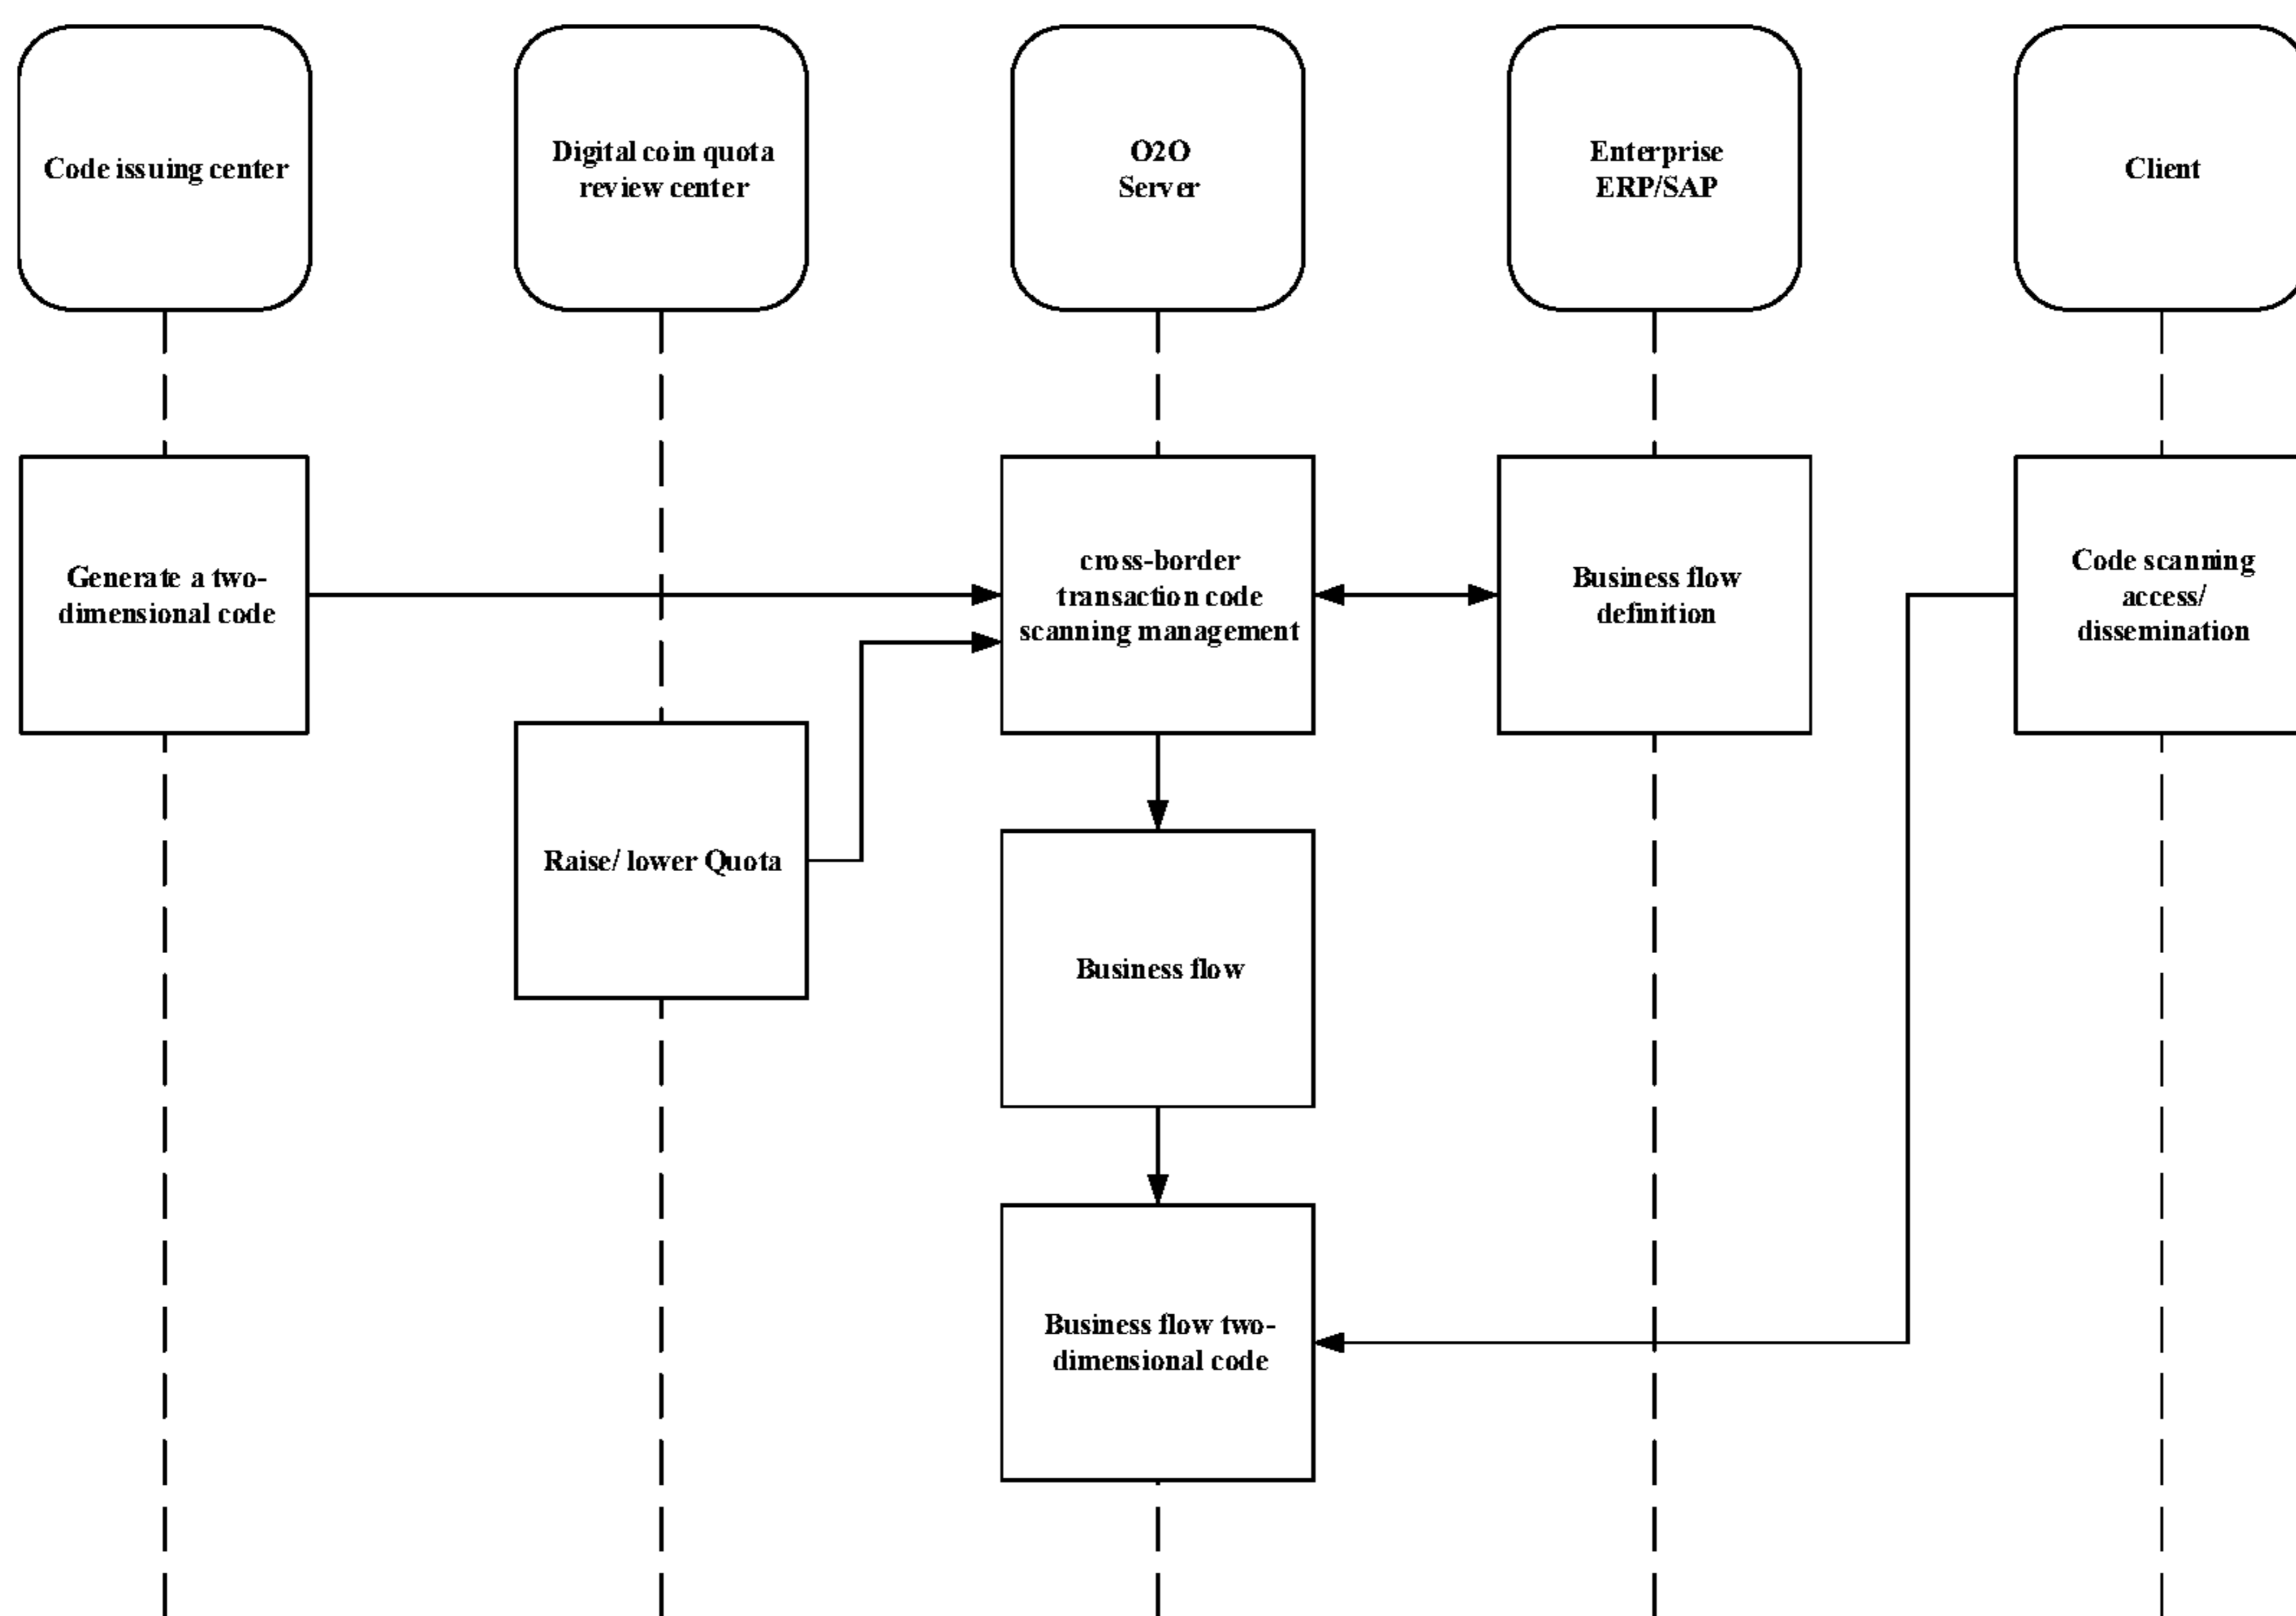 Code issuing center
Digital coin quota
review center
O2O
Server
Enterprise
ERP/SAP
Client
Generate a two-
dimensional code
cross-border
transaction code
scanning management
Business flow
definition
Code scanning
access/
dissemination
Raise/ lower Quota
Business flow
Business flow two-
dimensional code